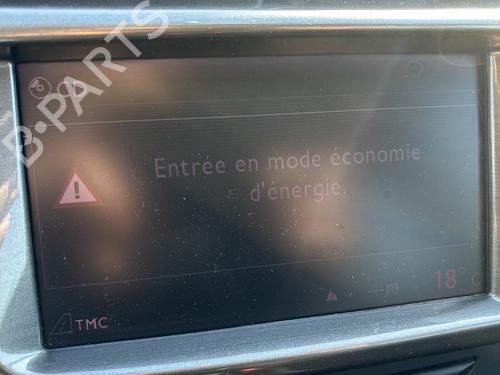 B-PARTS
Entrée en mode économie
d'énergie.
m
18° C
TMC